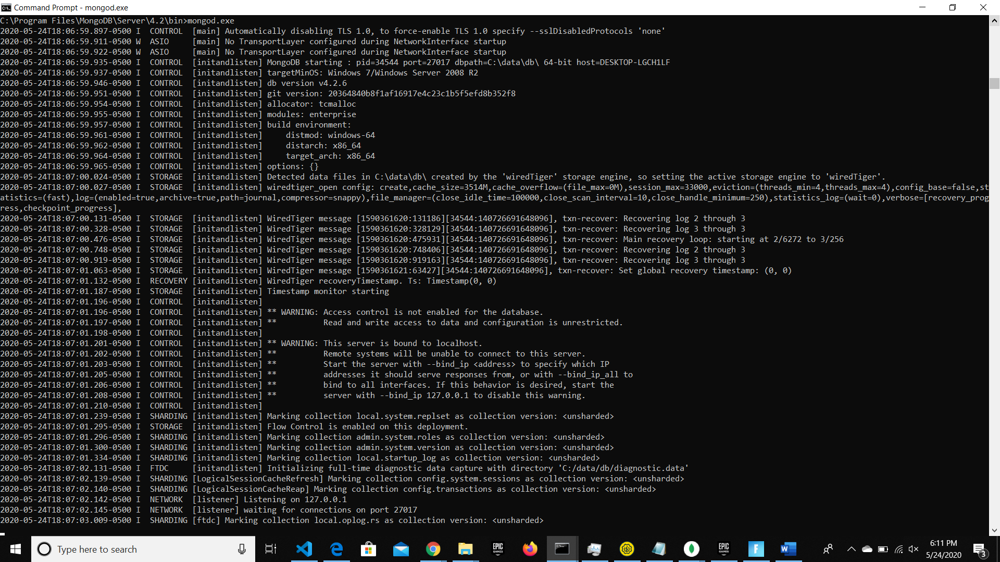 Command Prompt - mongod.exe
C:\Program Files\MongoDB\Server\4.2\bin>mongod.exe
2020-05-24T18:06:59.897-0500 I  CONTROL  [main] Automatically disabling TLS 1.0, to force-enable TLS 1.0 specify --sslDisabledProtocols 'none'
2020-05-24T18:06:59.911-0500 W  ASIO     [main] No TransportLayer configured during NetworkInterface startup
2020-05-24T18:06:59.922-0500 W  ASIO     [main] No TransportLayer configured during NetworkInterface startup
2020-05-24T18:06:59.935-0500 I  CONTROL  [initandlisten] MongoDB starting : pid=34544 port=27017 dbpath=C:\data\db\ 64-bit host=DESKTOP-LGCH1LF
2020-05-24T18:06:59.937-0500 I  CONTROL  [initandlisten] targetMinOS: Windows 7/Windows Server 2008 R2
2020-05-24T18:06:59.946-0500 I  CONTROL  [initandlisten] db version v4.2.6
2020-05-24T18:06:59.951-0500 I  CONTROL  [initandlisten] git version: 20364840b8f1af16917e4c23c1b5f5efd8b352f8
2020-05-24T18:06:59.954-0500 I  CONTROL  [initandlisten] allocator: tcmalloc
2020-05-24T18:06:59.955-0500 I  CONTROL  [initandlisten] modules: enterprise
2020-05-24T18:06:59.957-0500 I  CONTROL  [initandlisten] build environment:
2020-05-24T18:06:59.961-0500 I  CONTROL  [initandlisten]     distmod: windows-64
2020-05-24T18:06:59.962-0500 I  CONTROL  [initandlisten]     distarch: x86_64
2020-05-24T18:06:59.964-0500 I  CONTROL  [initandlisten]     target_arch: x86_64
2020-05-24T18:06:59.965-0500 I  CONTROL  [initandlisten] options: {}
2020-05-24T18:07:00.024-0500 I  STORAGE  [initandlisten] Detected data files in C:\data\db\ created by the 'wiredTiger' storage engine, so setting the active storage engine to 'wiredTiger'.
2020-05-24T18:07:00.027-0500 I  STORAGE  [initandlisten] wiredtiger_open config: create,cache_size=3514M,cache_overflow=(file_max=0M),session_max=33000,eviction=(threads_min=4,threads_max=4),config_base=false,st
atistics=(fast),log=(enabled=true,archive=true,path=journal,compressor=snappy),file_manager=(close_idle_time=100000,close_scan_interval=10,close_handle_minimum=250),statistics_log=(wait=0),verbose=[recovery_prog
ress,checkpoint_progress],
2020-05-24T18:07:00.131-0500 I  STORAGE  [initandlisten] WiredTiger message [1590361620:131186][34544:140726691648096], txn-recover: Recovering log 2 through 3
2020-05-24T18:07:00.328-0500 I  STORAGE  [initandlisten] WiredTiger message [1590361620:328129][34544:140726691648096], txn-recover: Recovering log 3 through 3
2020-05-24T18:07:00.476-0500 I  STORAGE  [initandlisten] WiredTiger message [1590361620:475931][34544:140726691648096], txn-recover: Main recovery loop: starting at 2/6272 to 3/256
2020-05-24T18:07:00.748-0500 I  STORAGE  [initandlisten] WiredTiger message [1590361620:748406][34544:140726691648096], txn-recover: Recovering log 2 through 3
2020-05-24T18:07:00.919-0500 I  STORAGE  [initandlisten] WiredTiger message [1590361620:919163][34544:140726691648096], txn-recover: Recovering log 3 through 3
2020-05-24T18:07:01.063-0500 I  STORAGE  [initandlisten] WiredTiger message [1590361621:63427][34544:140726691648096], txn-recover: Set global recovery timestamp: (0, 0)
2020-05-24T18:07:01.132-0500 I  RECOVERY [initandlisten] WiredTiger recoveryTimestamp. Ts: Timestamp(0, 0)
2020-05-24T18:07:01.187-0500 I  STORAGE  [initandlisten] Timestamp monitor starting
2020-05-24T18:07:01.196-0500 I  CONTROL  [initandlisten]
2020-05-24T18:07:01.196-0500 I  CONTROL  [initandlisten] ** WARNING: Access control is not enabled for the database.
2020-05-24T18:07:01.197-0500 I  CONTROL  [initandlisten] **          Read and write access to data and configuration is unrestricted.
2020-05-24T18:07:01.198-0500 I  CONTROL  [initandlisten]
2020-05-24T18:07:01.201-0500 I  CONTROL  [initandlisten] ** WARNING: This server is bound to localhost.
2020-05-24T18:07:01.202-0500 I  CONTROL  [initandlisten] **          Remote systems will be unable to connect to this server.
2020-05-24T18:07:01.203-0500 I  CONTROL  [initandlisten] **          Start the server with --bind_ip <address> to specify which IP
2020-05-24T18:07:01.205-0500 I  CONTROL  [initandlisten] **          addresses it should serve responses from, or with --bind_ip_all to
2020-05-24T18:07:01.206-0500 I  CONTROL  [initandlisten] **          bind to all interfaces. If this behavior is desired, start the
2020-05-24T18:07:01.208-0500 I  CONTROL  [initandlisten] **          server with --bind_ip 127.0.0.1 to disable this warning.
2020-05-24T18:07:01.210-0500 I  CONTROL  [initandlisten]
2020-05-24T18:07:01.239-0500 I  SHARDING [initandlisten] Marking collection local.system.replset as collection version: <unsharded>
2020-05-24T18:07:01.295-0500 I  STORAGE  [initandlisten] Flow Control is enabled on this deployment.
2020-05-24T18:07:01.296-0500 I  SHARDING [initandlisten] Marking collection admin.system.roles as collection version: <unsharded>
2020-05-24T18:07:01.300-0500 I  SHARDING [initandlisten] Marking collection admin.system.version as collection version: <unsharded>
2020-05-24T18:07:01.334-0500 I  SHARDING [initandlisten] Marking collection local.startup_log as collection version: <unsharded>
2020-05-24T18:07:02.131-0500 I  FTDC     [initandlisten] Initializing full-time diagnostic data capture with directory 'C:/data/db/diagnostic.data'
2020-05-24T18:07:02.139-0500 I  SHARDING [LogicalSessionCacheRefresh] Marking collection config.system.sessions as collection version: <unsharded>
2020-05-24T18:07:02.140-0500 I  SHARDING [LogicalSessionCacheReap] Marking collection config.transactions as collection version: <unsharded>
2020-05-24T18:07:02.142-0500 I  NETWORK  [listener] Listening on 127.0.0.1
2020-05-24T18:07:02.145-0500 I  NETWORK  [listener] waiting for connections on port 27017
2020-05-24T18:07:03.009-0500 I  SHARDING [ftdc] Marking collection local.oplog.rs as collection version: <unsharded>
Type here to search
EPIC GAMES
EPIC GAMES
F
W
6:11 PM
5/24/2020
3